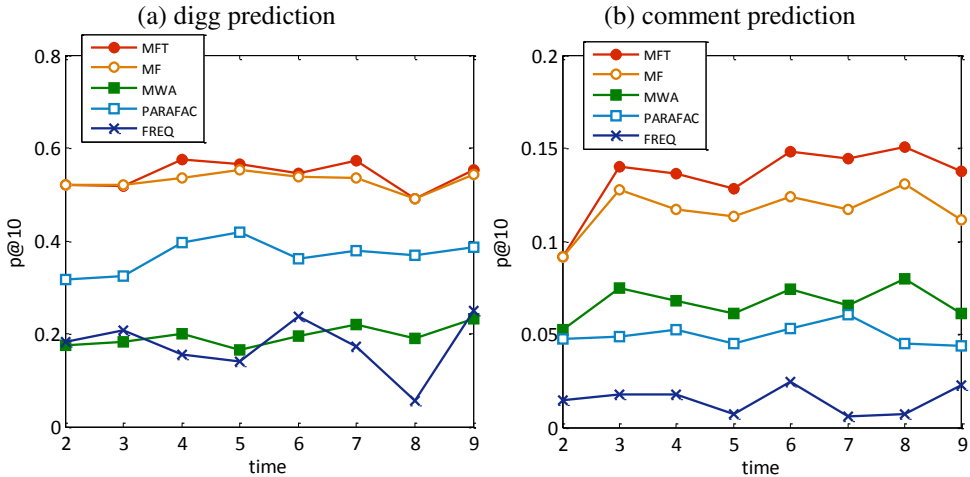 (a) digg prediction
0.8
0.6
0.4
0.2
0
p@10
MFT
MF
MWA
PARAFAC
FREQ
2 3 4 5 6 7 8 9
time
(b) comment prediction
0.2
0.15
0.1
0.05
0
p@10
MFT
MF
MWA
PARAFAC
FREQ
2 3 4 5 6 7 8 9
time